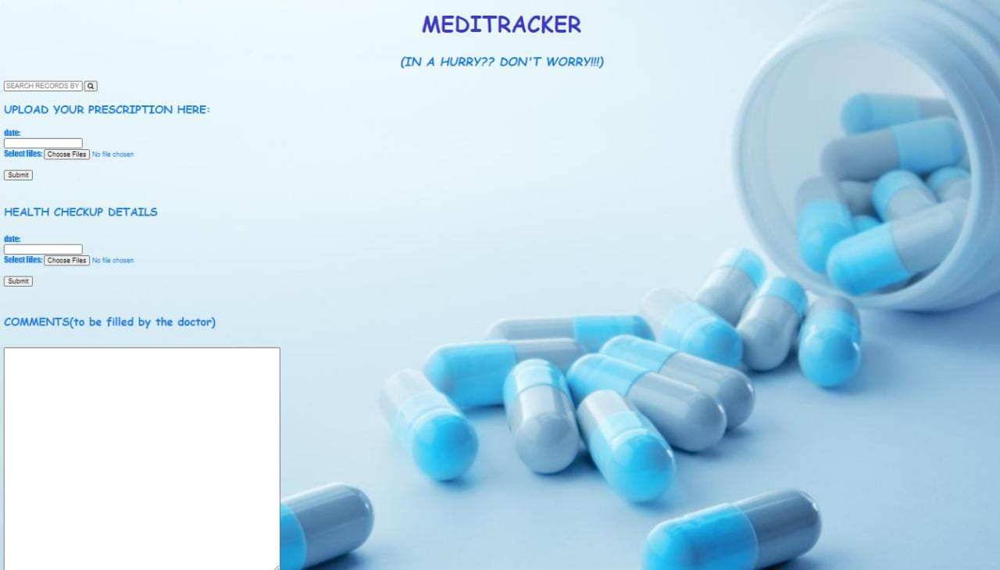 MEDITRACKER
(IN A HURRY?? DON'T WORRY!!!)
SEARCH RECORDS BY
UPLOAD YOUR PRESCRIPTION HERE:
date:
Select files: Choose Files No file chosen
Submit
HEALTH CHECKUP DETAILS
date:
Select files: Choose Files No file chosen
Submit
COMMENTS(to be filled by the doctor)